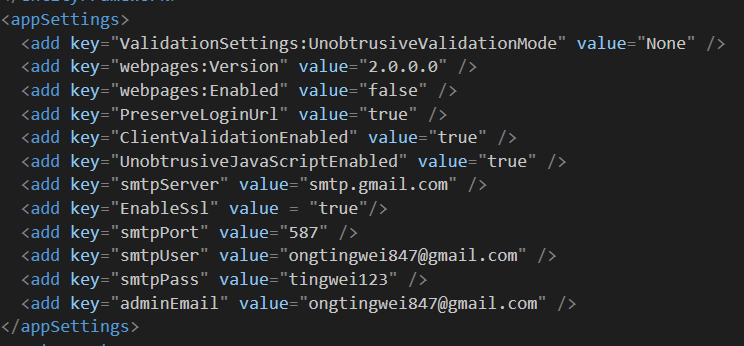 <appSettings>
<add key="ValidationSettings:UnobtrusiveValidationMode" value="None" />
<add key="webpages:Version" value="2.0.0.0" />
<add key="webpages:Enabled" value="false" />
<add key="PreserveLoginUrl" value="true" />
<add key="ClientValidationEnabled" value="true" />
<add key="UnobtrusiveJavaScriptEnabled" value="true" />
<add key="smtpServer" value="smtp.gmail.com" />
<add key="EnableSsl" value = "true"/>
<add key="smtpPort" value="587" />
<add key="smtpUser" value="ongtingwei847@gmail.com" />
<add key="smtpPass" value="tingwei123" />
<add key="adminEmail" value="ongtingwei847@gmail.com" />
</appSettings>